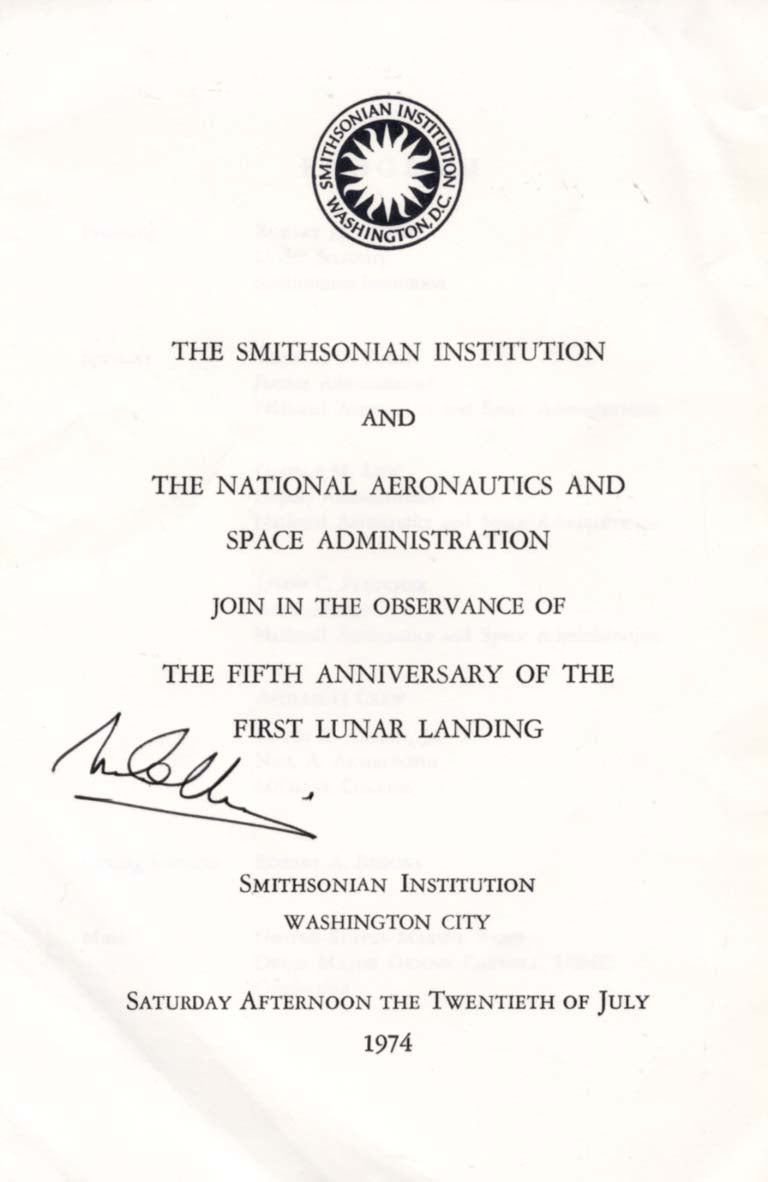 SMITHSONIAN INSTITUTION
WASHINGTON, D.C.
THE SMITHSONIAN INSTITUTION
AND
THE NATIONAL AERONAUTICS AND
SPACE ADMINISTRATION
JOIN IN THE OBSERVANCE OF
THE FIFTH ANNIVERSARY OF THE
FIRST LUNAR LANDING
SMITHSONIAN INSTITUTION
WASHINGTON CITY
SATURDAY AFTERNOON THE TWENTIETH OF JULY
1974